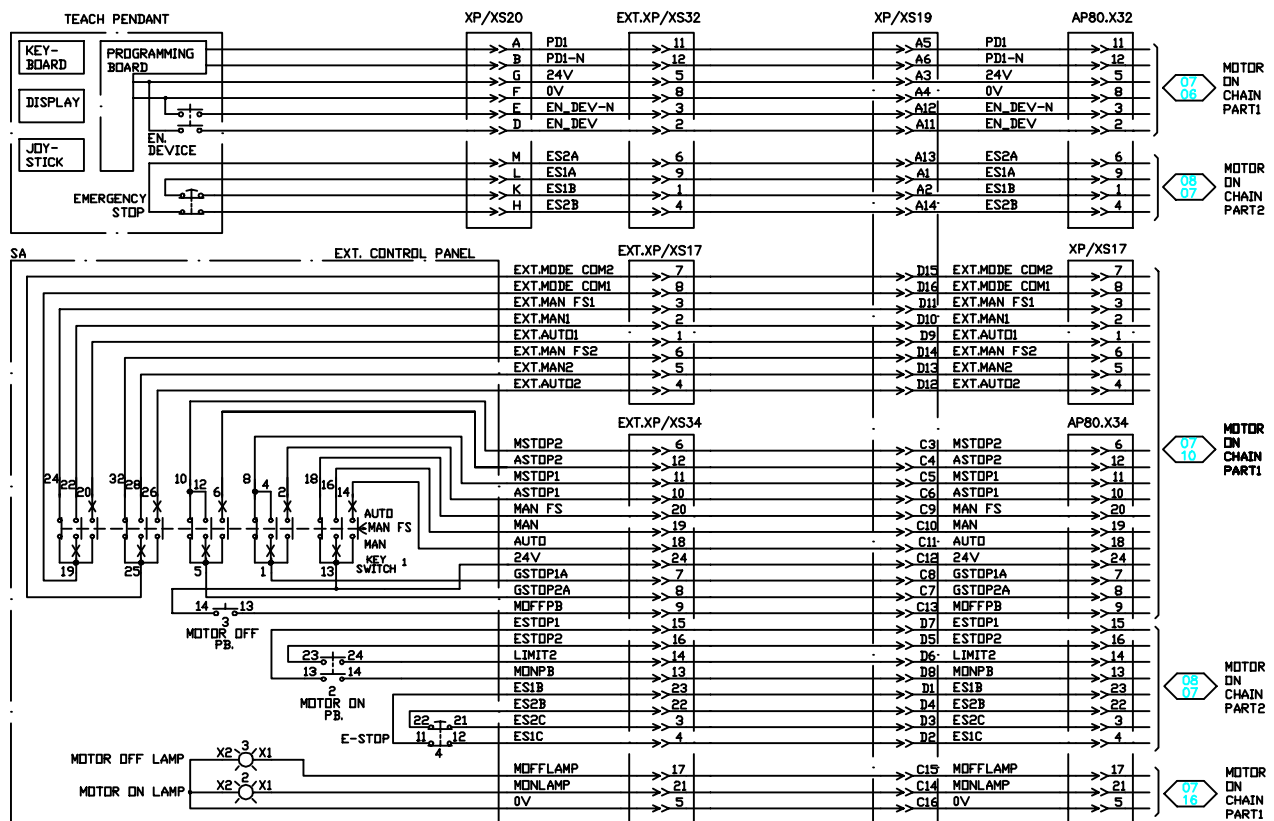 TEACH PENDANT XP/XS20 EXT.XP/XS32 XP/XS19 AP80.X32
KEY-
BOARD
PROGRAMMING
BOARD
DISPLAY
JOY-
STICK
EN.
DEVICE
EMERGENCY
STOP
A PD1 11 A5 PD1 11
B PD1-N 12 A6 PD1-N 12
G 24V 5 A3 24V 5
F 0V 8 A4 0V 8
E EN_DEV-N 3 A12 EN_DEV-N 3
D EN_DEV 2 A11 EN_DEV 2
07
06
MOTOR
ON
CHAIN
PART1
M ES2A 6 A13 ES2A 6
L ES1A 9 A1 ES1A 9
K ES1B 1 A2 ES1B 1
H ES2B 4 A14 ES2B 4
08
07
MOTOR
ON
CHAIN
PART2
SA EXT. CONTROL PANEL EXT.XP/XS17 XP/XS17
EXT.MODE COM2 7 D15 EXT.MODE COM2 7
EXT.MODE COM1 8 D16 EXT.MODE COM1 8
EXT.MAN FS1 3 D11 EXT.MAN FS1 3
EXT.MAN1 2 D10 EXT.MAN1 2
EXT.AUTO1 1 D9 EXT.AUTO1 1
EXT.MAN FS2 6 D14 EXT.MAN FS2 6
EXT.MAN2 5 D13 EXT.MAN2 5
EXT.AUTO2 4 D12 EXT.AUTO2 4
EXT.XP/XS34 AP80.X34
MSTOP2 6 C3 MSTOP2 6
ASTOP2 12 C4 ASTOP2 12
MSTOP1 11 C5 MSTOP1 11
ASTOP1 10 C6 ASTOP1 10
MAN FS 20 C9 MAN FS 20
MAN 19 C10 MAN 19
AUTO 18 C11 AUTO 18
24V 24 C12 24V 24
GSTOP1A 7 C8 GSTOP1A 7
GSTOP2A 8 C7 GSTOP2A 8
MOFFPB 9 C13 MOFFPB 9
07
10
MOTOR
ON
CHAIN
PART1
24 22 20 32 28 26 10 12 6 8 4 2 18 16 14
AUTO
MAN FS
MAN
KEY
SWITCH 1
19 25 5 1 13
14 13
3
MOTOR OFF
PB.
ESTOP1 15 D7 ESTOP1 15
ESTOP2 16 D5 ESTOP2 16
LIMIT2 14 D6 LIMIT2 14
MONPB 13 D8 MONPB 13
ES1B 23 D1 ES1B 23
ES2B 22 D4 ES2B 22
ES2C 3 D3 ES2C 3
ES1C 4 D2 ES1C 4
08
07
MOTOR
ON
CHAIN
PART2
23 24
13 14
2
MOTOR ON
PB.
E-STOP
22 21
11 12
4
MOTOR OFF LAMP X2 3 X1
MOTOR ON LAMP X2 2 X1
MOFFLAMP 17 C15 MOFFLAMP 17
MONLAMP 21 C14 MONLAMP 21
0V 5 C16 0V 5
07
16
MOTOR
ON
CHAIN
PART1